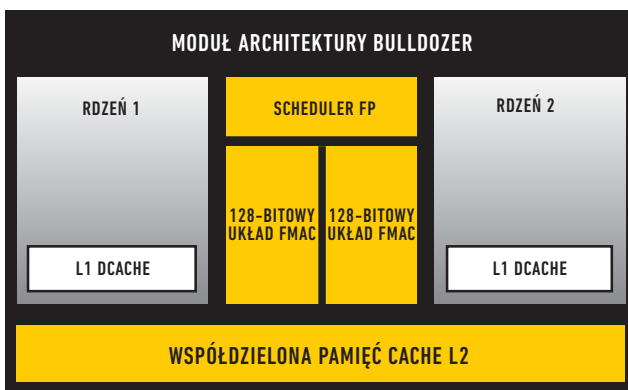 MODUŁ ARCHITEKTURY BULLDOZER
RDZEŃ 1
SCHEDULER FP
RDZEŃ 2
128-BITOWY
UKŁAD FMAC
128-BITOWY
UKŁAD FMAC
L1 DCACHE
L1 DCACHE
WSPÓŁDZIELONA PAMIĘĆ CACHE L2